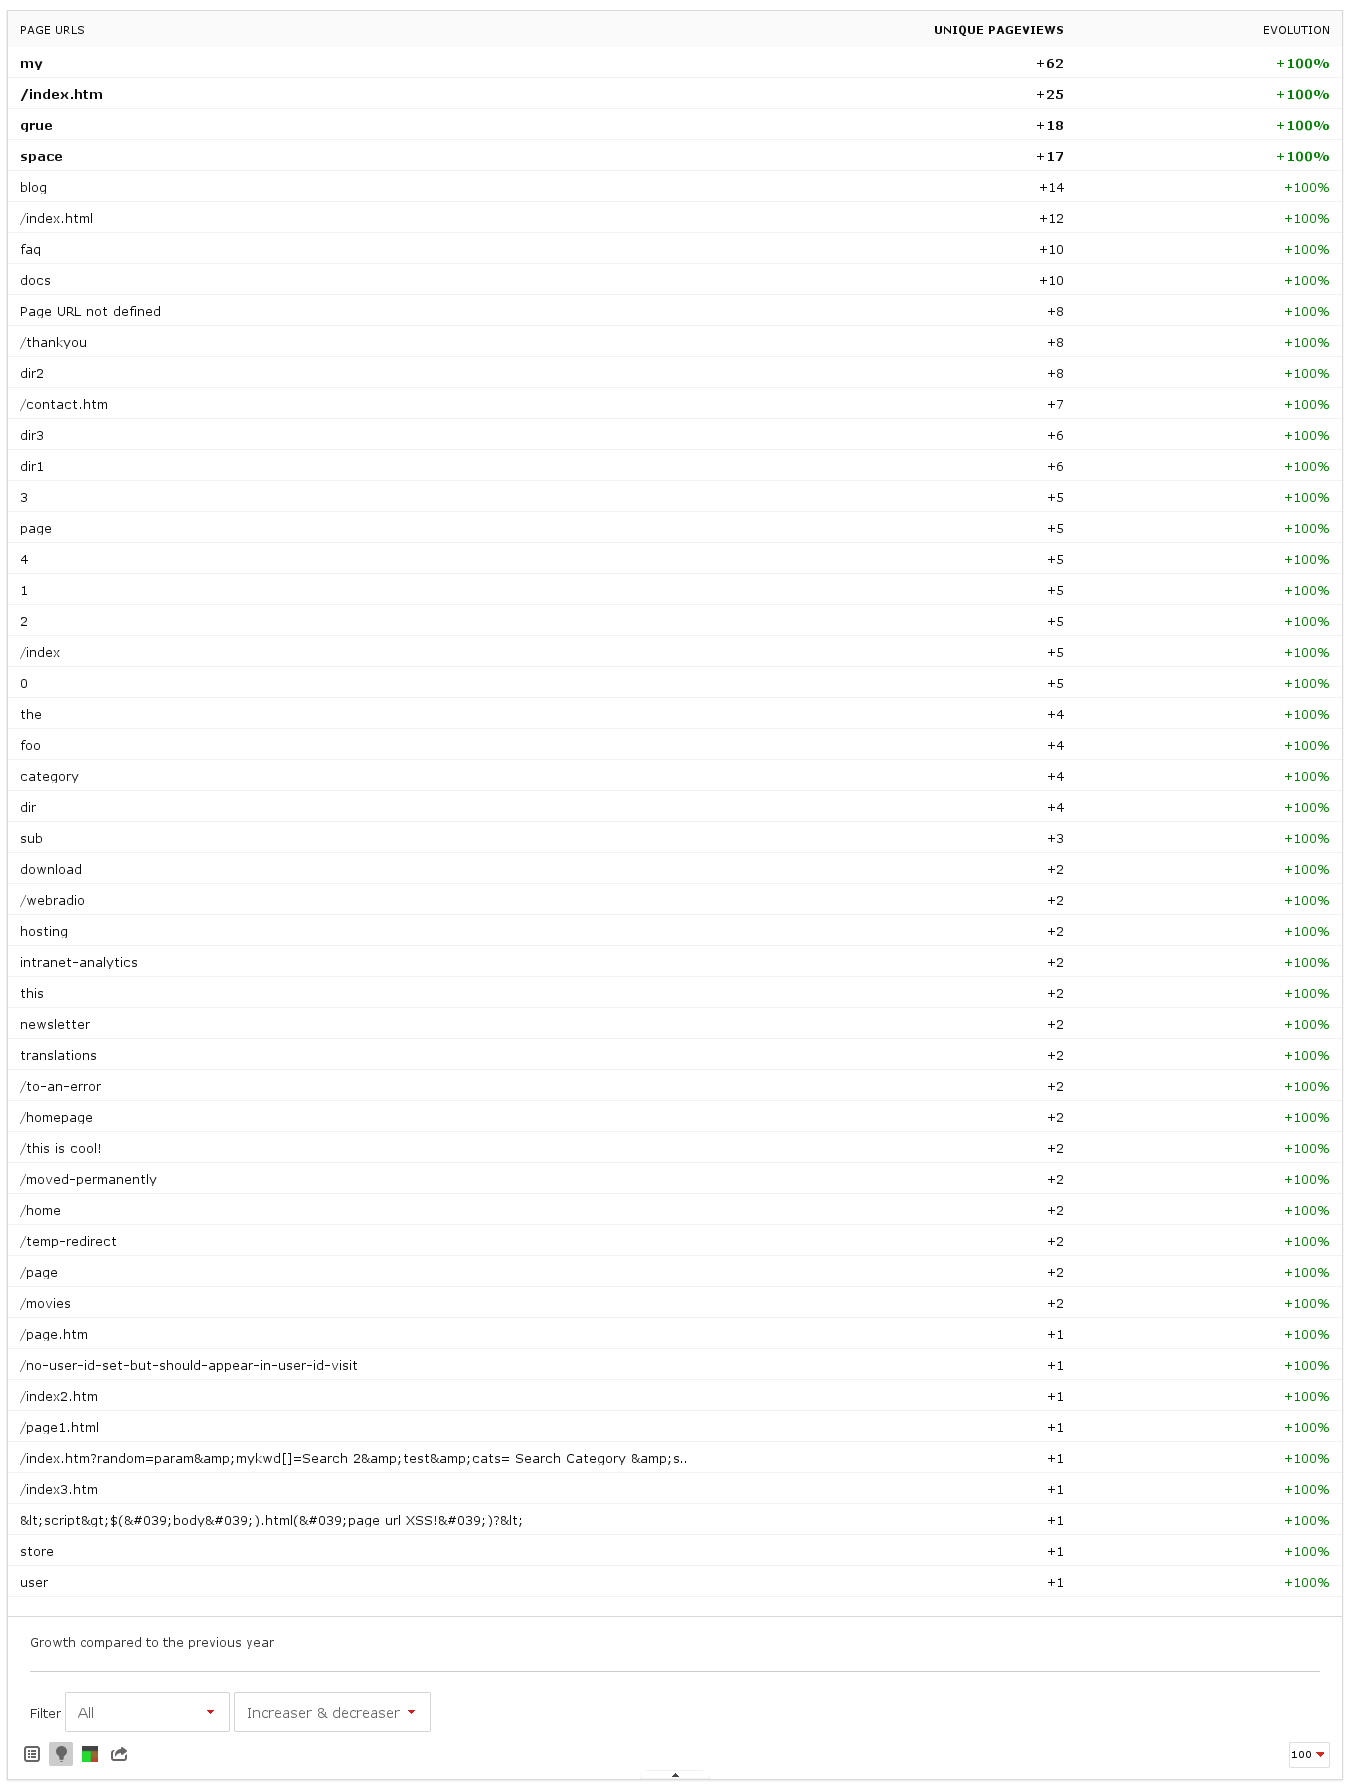 PAGE URLS UNIQUE PAGEVIEWS EVOLUTION
my +62 +100%
/index.htm +25 +100%
grue +18 +100%
space +17 +100%
blog +14 +100%
/index.html +12 +100%
faq +10 +100%
docs +10 +100%
Page URL not defined +8 +100%
/thankyou +8 +100%
dir2 +8 +100%
/contact.htm +7 +100%
dir3 +6 +100%
dir1 +6 +100%
3 +5 +100%
page +5 +100%
4 +5 +100%
1 +5 +100%
2 +5 +100%
/index +5 +100%
0 +5 +100%
the +4 +100%
foo +4 +100%
category +4 +100%
dir +4 +100%
sub +3 +100%
download +2 +100%
/webradio +2 +100%
hosting +2 +100%
intranet-analytics +2 +100%
this +2 +100%
newsletter +2 +100%
translations +2 +100%
/to-an-error +2 +100%
/homepage +2 +100%
/this is cool! +2 +100%
/moved-permanently +2 +100%
/home +2 +100%
/temp-redirect +2 +100%
/page +2 +100%
/movies +2 +100%
/page.htm +1 +100%
/no-user-id-set-but-should-appear-in-user-id-visit +1 +100%
/index2.htm +1 +100%
/page1.html +1 +100%
/index.htm?random=param&amp;mykwd[]=Search 2&amp;test&amp;cats= Search Category &amp;s.. +1 +100%
/index3.htm +1 +100%
&lt;script&gt;$(&#039;body&#039;).html(&#039;page url XSS!&#039;)?&lt; +1 +100%
store +1 +100%
user +1 +100%
Growth compared to the previous year
Filter All Increaser & decreaser
100